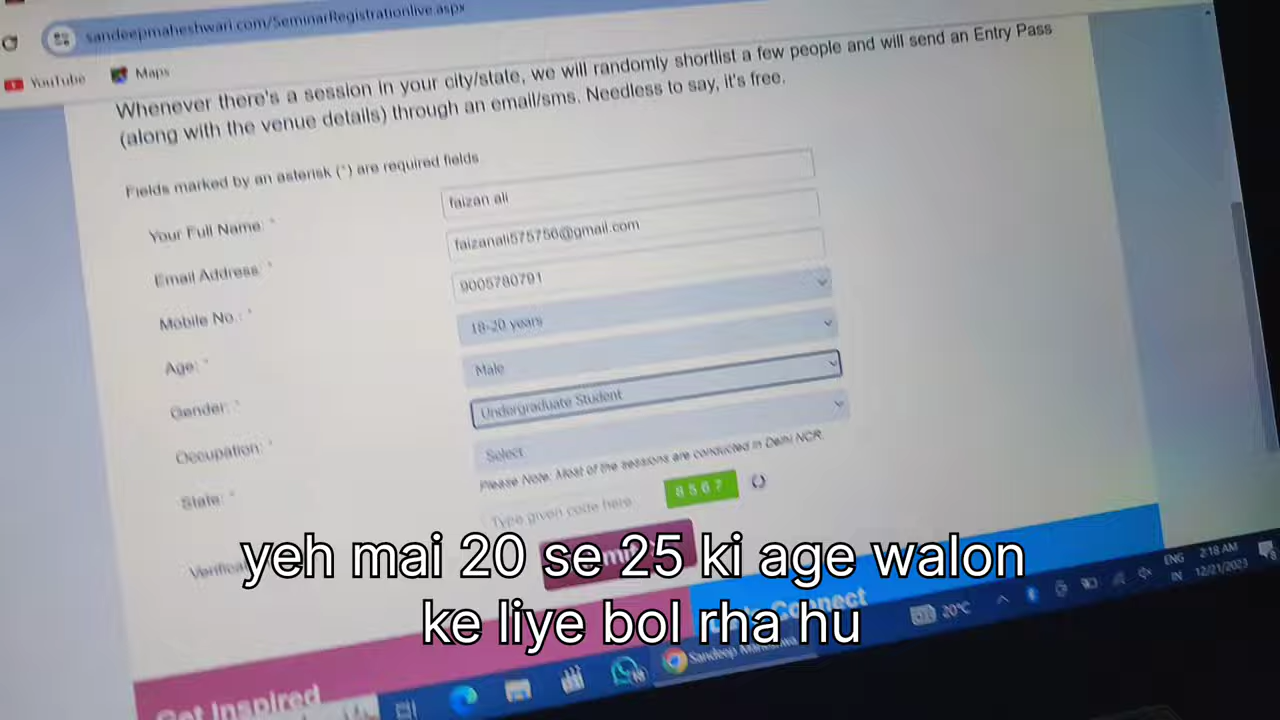 sandeepmaheshwari.com/SeminarRegistrationlive.aspx
YouTube Maps
Whenever there's a session in your city/state, we will randomly shortlist a few people and will send an Entry Pass
(along with the venue details) through an email/sms. Needless to say, it's free.
Fields marked by an asterisk (*) are required fields
Your Full Name: * faizan ali
Email Address: * faizanali575756@gmail.com
Mobile No.: * 9005780791
Age: * 18-20 years
Gender: * Male
Occupation: * Undergraduate Student
State: * Select
Please Note: Most of the sessions are conducted in Delhi NCR.
Type given code here 8567
yeh mai 20 se 25 ki age walon
ke liye bol rha hu
Connect
Get Inspired
20°C
ENG
IN
2:18 AM
12/21/2023